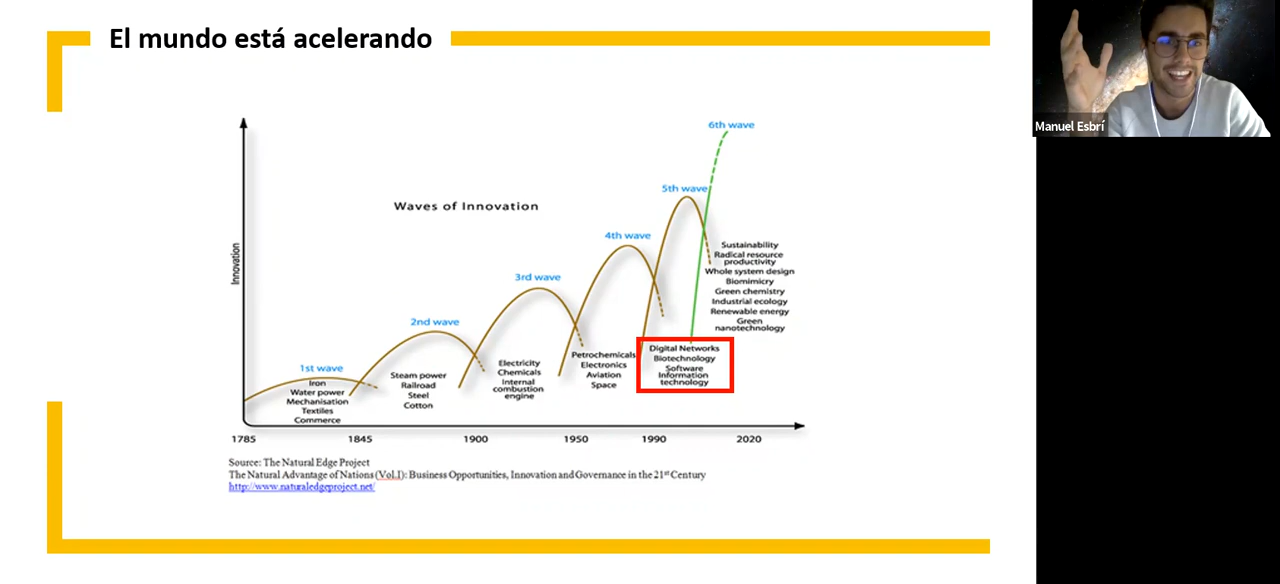 El mundo está acelerando
Manuel Esbrí
6th wave
5th wave
Waves of Innovation
4th wave
3rd wave
2nd wave
1st wave
Innovation
Iron
Water power
Mechanisation
Textiles
Commerce
Steam power
Railroad
Steel
Cotton
Electricity
Chemicals
Internal
combustion
engine
Petrochemicals
Electronics
Aviation
Space
Digital Networks
Biotechnology
Software
Information
technology
Sustainability
Radical resource
productivity
Whole system design
Biomimicry
Green chemistry
Industrial ecology
Renewable energy
Green
nanotechnology
1785 1845 1900 1950 1990 2020
Source: The Natural Edge Project
The Natural Advantage of Nations (Vol.I): Business Opportunities, Innovation and Governance in the 21st Century
http://www.naturaledgeproject.net/